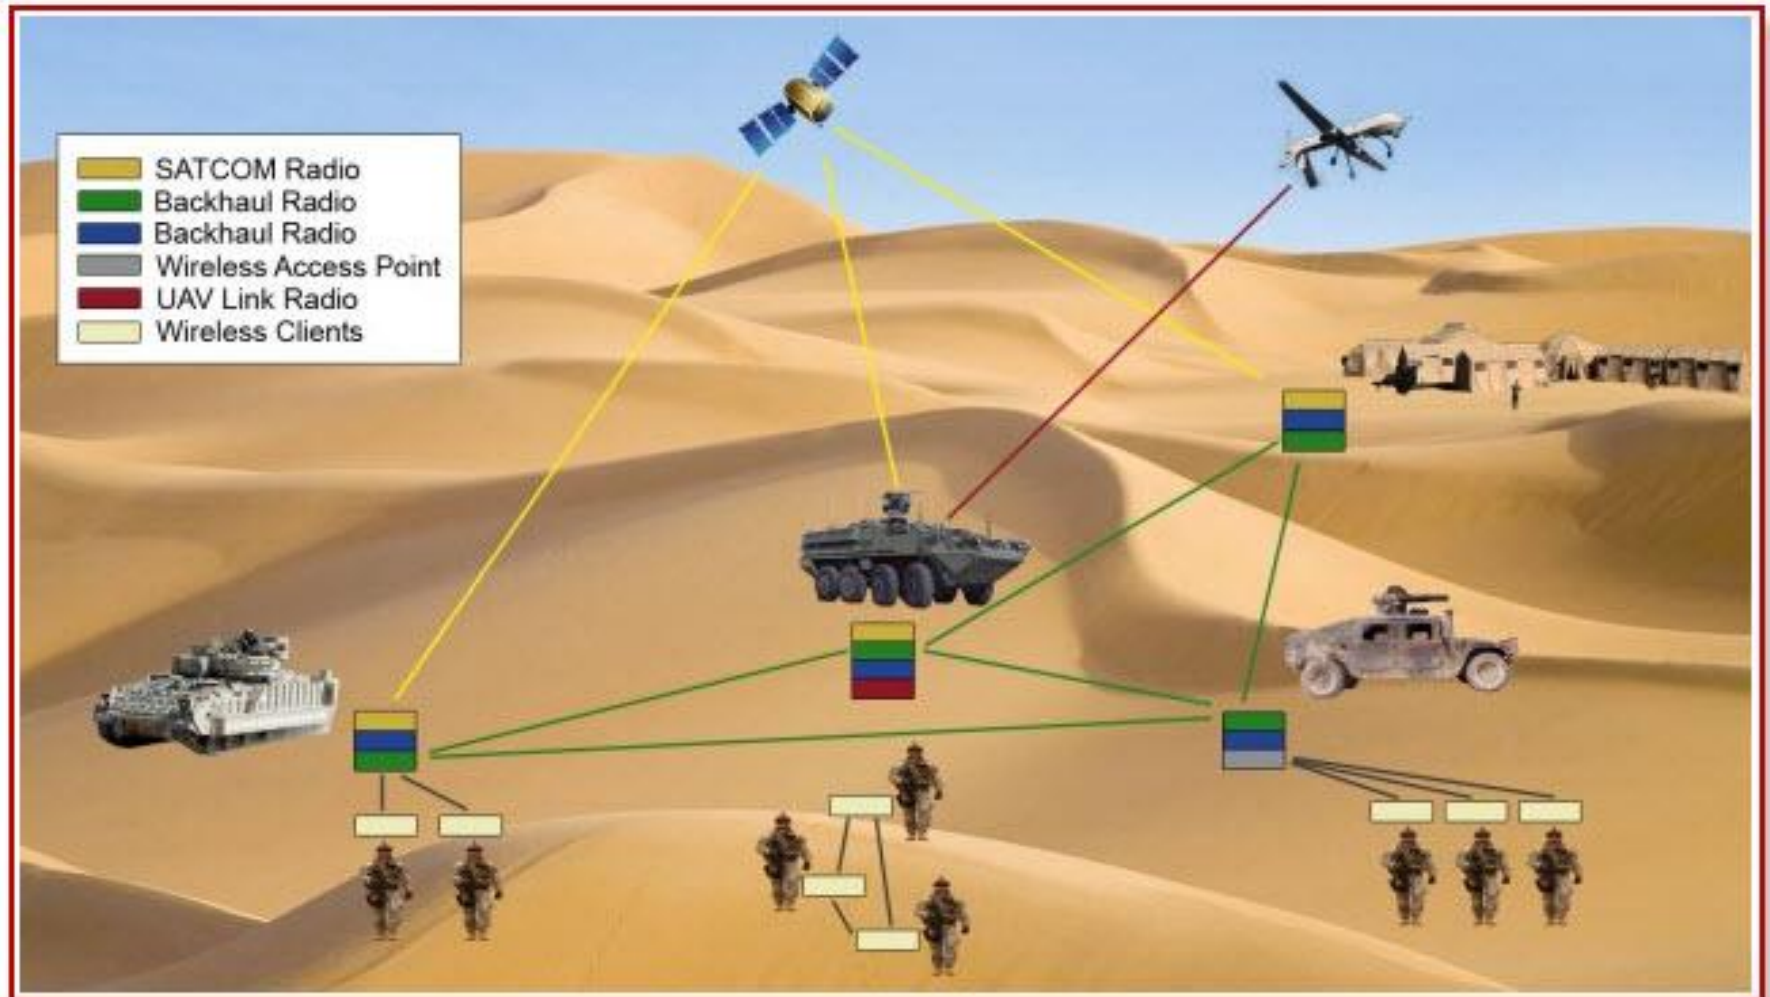 SATCOM Radio
Backhaul Radio
Backhaul Radio
Wireless Access Point
UAV Link Radio
Wireless Clients